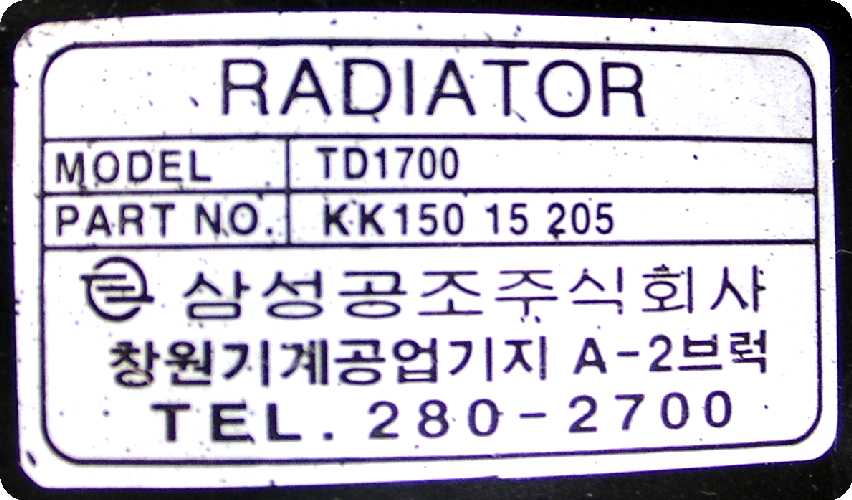 RADIATOR
MODEL TD1700
PART NO. KK150 15 205
삼성공조주식회사
창원기계공업기지 A-2브럭
TEL. 280-2700